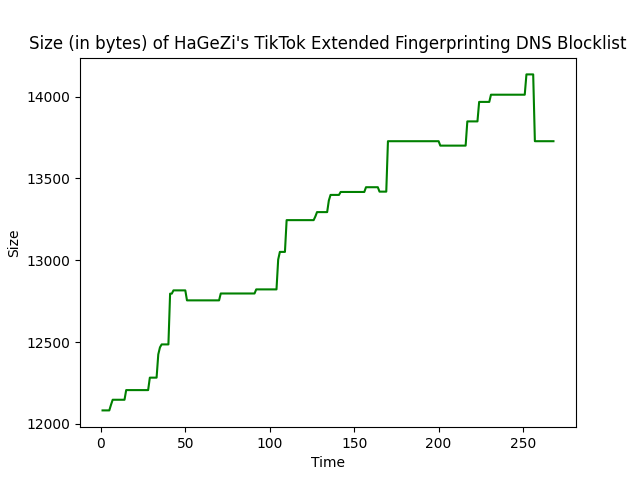 Size (in bytes) of HaGeZi's TikTok Extended Fingerprinting DNS Blocklist
14000
13500
13000
12500
12000
Size
0 50 100 150 200 250
Time